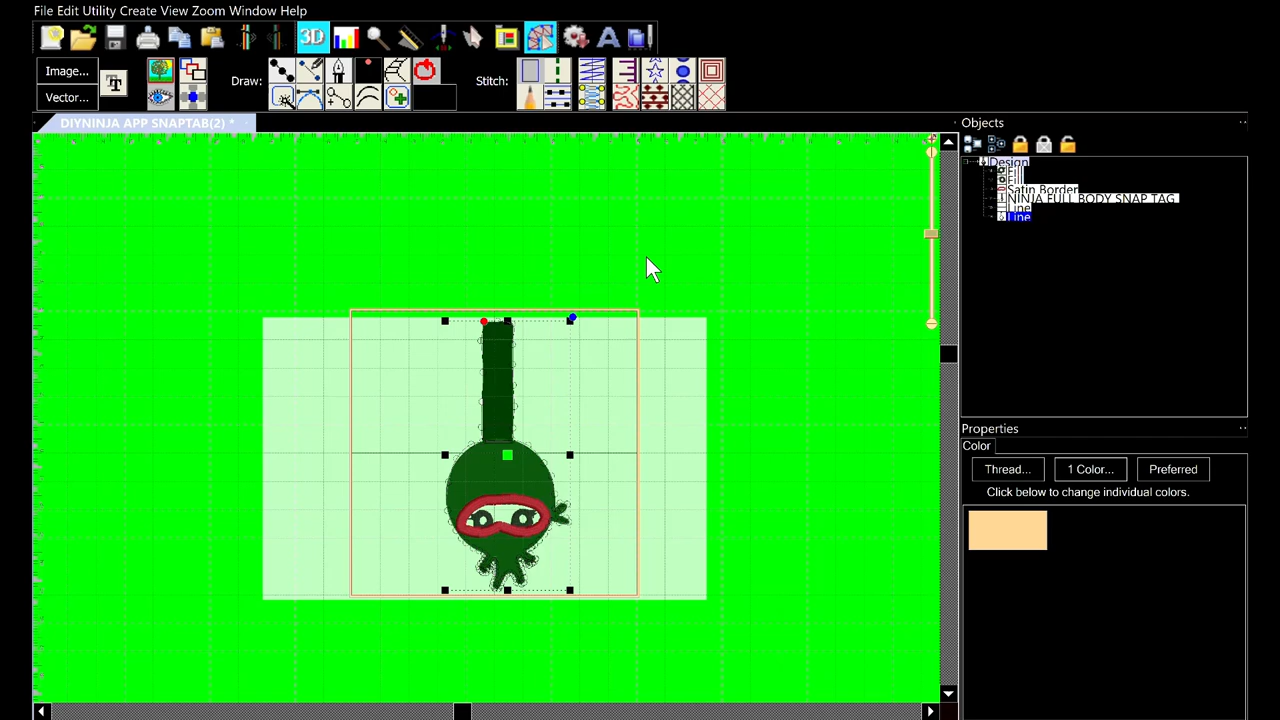 File Edit Utility Create View Zoom Window Help
3D
Image...
Vector...
T
Draw:
Stitch:
A
DIYNINJA APP SNAPTAB(2) *
Objects
Design
Fill
Fill
Satin Border
NINJA FULL BODY SNAP TAG
Line
Line
Properties
Color
Thread...
1 Color...
Preferred
Click below to change individual colors.